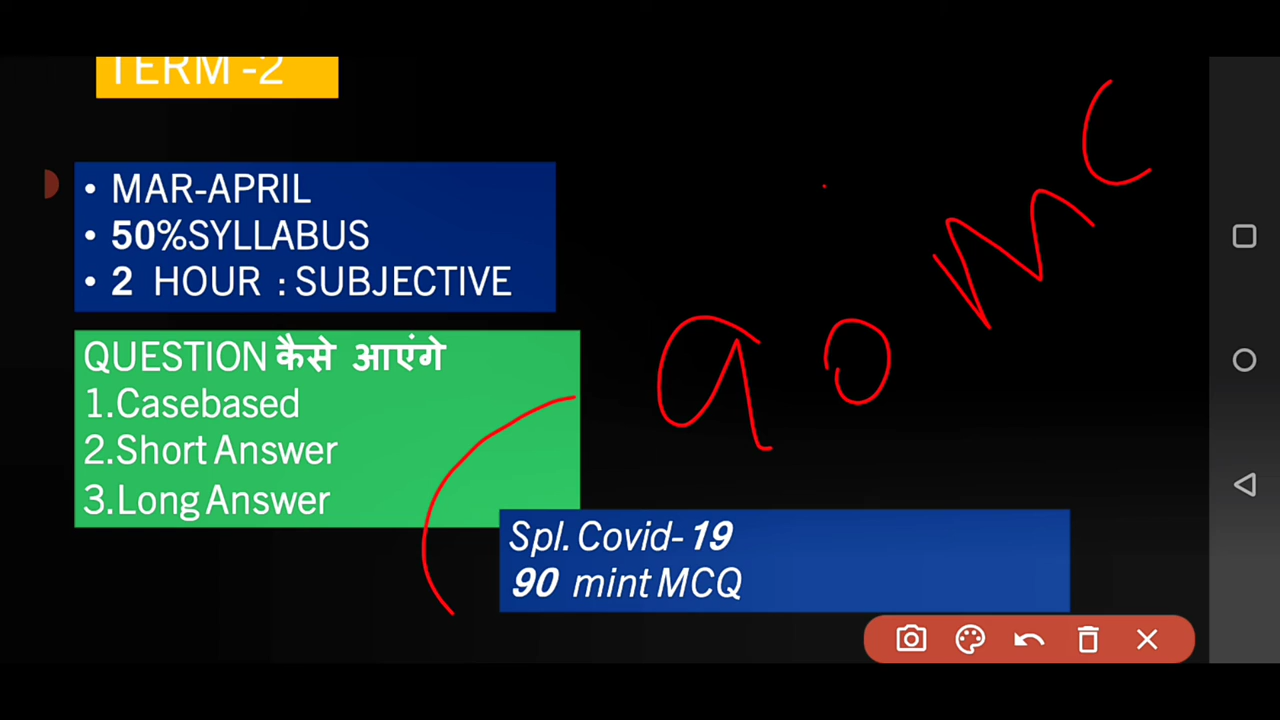 TERM -2
• MAR-APRIL
• 50%SYLLABUS
• 2 HOUR : SUBJECTIVE
QUESTION कैसे आएंगे
1.Casebased
2.Short Answer
3.Long Answer
90 MC
Spl. Covid- 19
90 mint MCQ